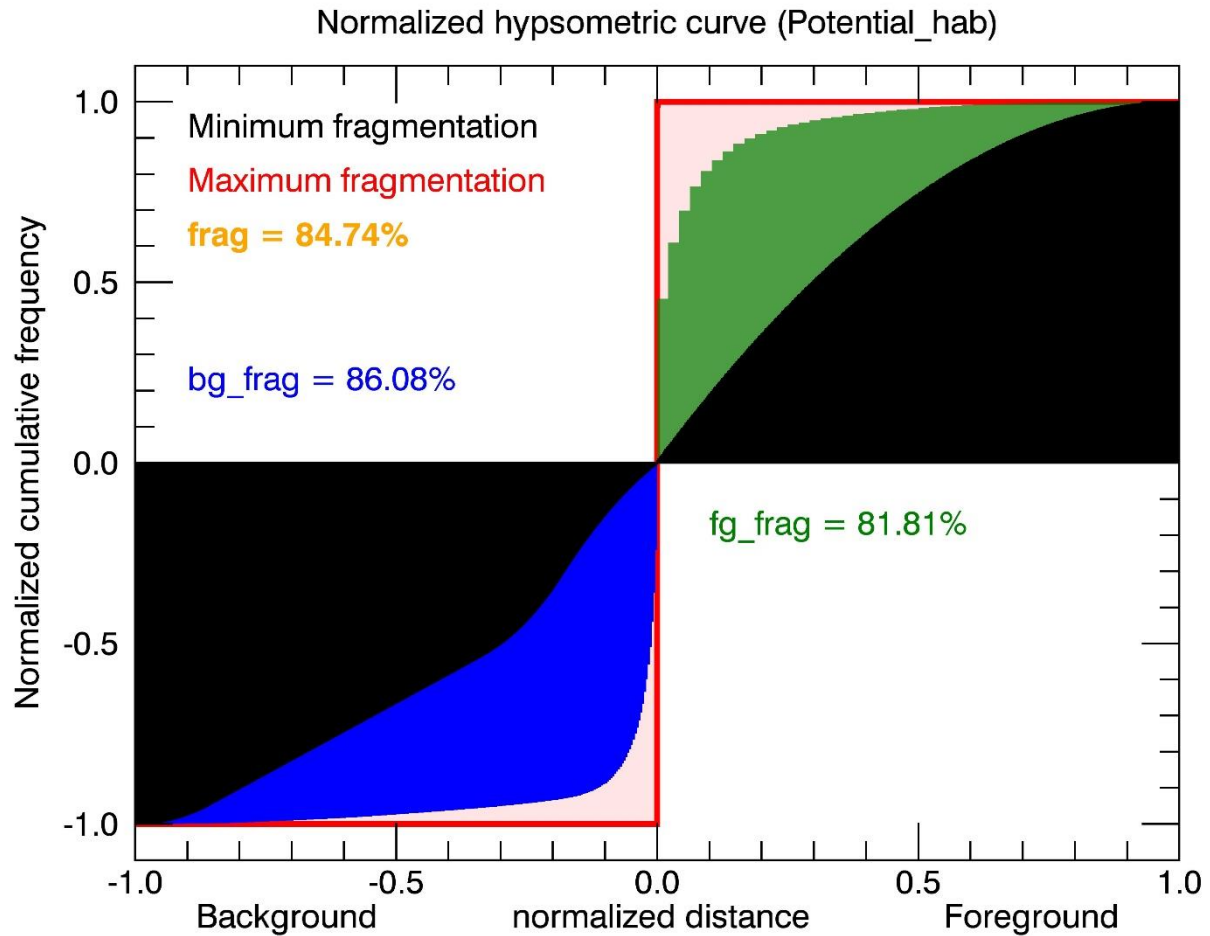 Normalized hypsometric curve (Potential_hab)
Normalized cumulative frequency
1.0
0.5
0.0
-0.5
-1.0
Minimum fragmentation
Maximum fragmentation
frag = 84.74%
bg_frag = 86.08%
fg_frag = 81.81%
-1.0 -0.5 0.0 0.5 1.0
Background normalized distance Foreground